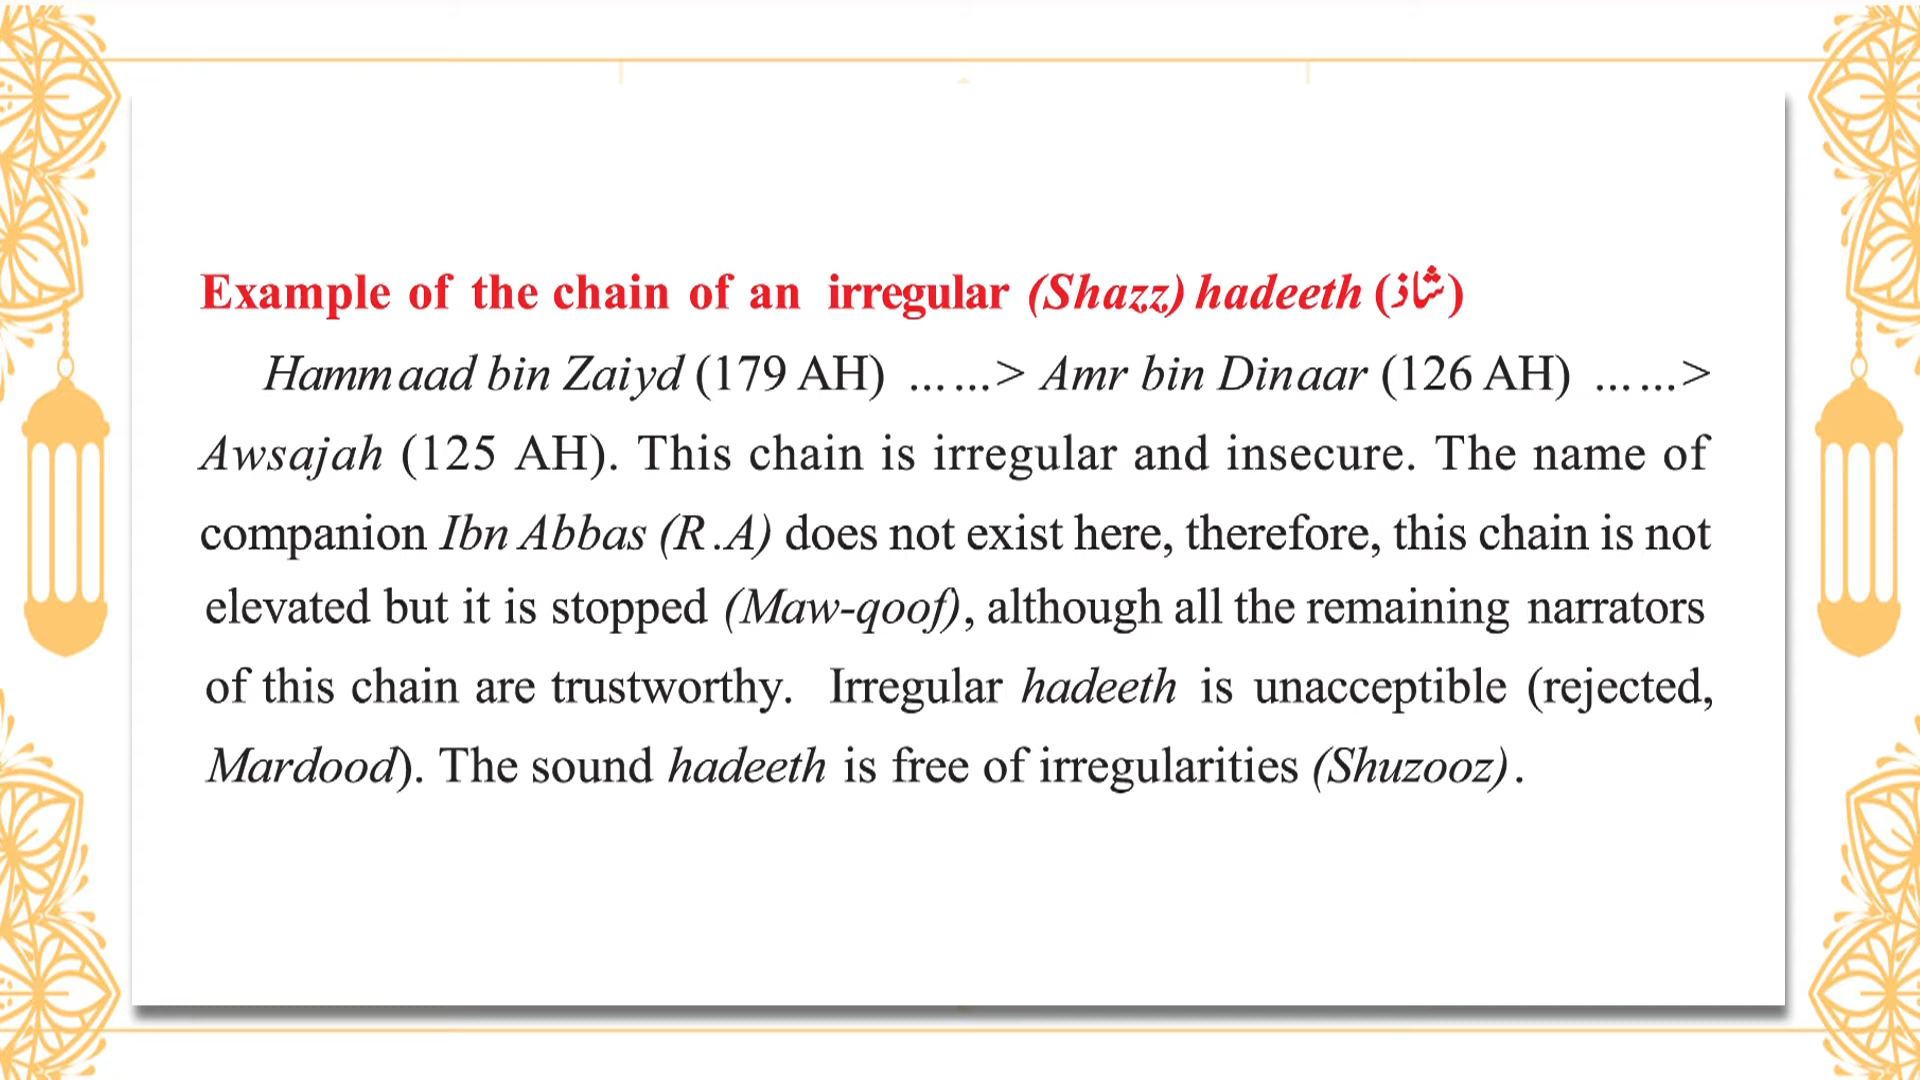 Example of the chain of an irregular (Shazz) hadeeth (شاذ)
Hammaad bin Zaiyd (179 AH) ......> Amr bin Dinaar (126 AH) ......>
Awsajah (125 AH). This chain is irregular and insecure. The name of
companion Ibn Abbas (R.A) does not exist here, therefore, this chain is not
elevated but it is stopped (Maw-qoof), although all the remaining narrators
of this chain are trustworthy. Irregular hadeeth is unacceptible (rejected,
Mardood). The sound hadeeth is free of irregularities (Shuzooz).